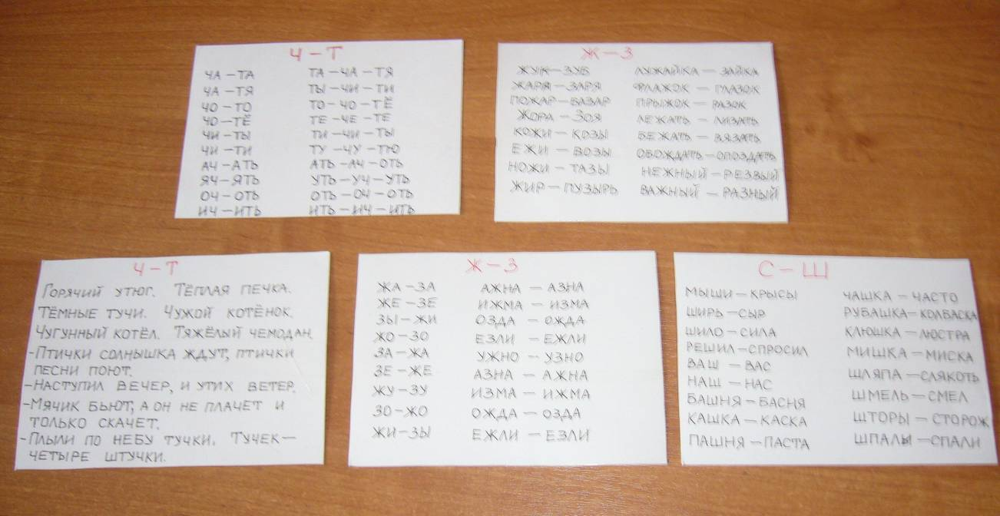 Ч – Т
ЧА – ТА
ЧА – ТЯ
ЧО – ТО
ЧО – ТЁ
ЧИ – ТЫ
ЧИ – ТИ
АЧ – АТЬ
ЯЧ – ЯТЬ
ОЧ – ОТЬ
ИЧ – ИТЬ
ТА – ЧА – ТЯ
ТЫ – ЧИ – ТИ
ТО – ЧО – ТЁ
ТЕ – ЧЕ – ТЕ
ТИ – ЧИ – ТЫ
ТУ – ЧУ – ТЮ
АТЬ – АЧ – ОТЬ
УТЬ – УЧ – УТЬ
ОТЬ – ОЧ – ОТЬ
ИТЬ – ИЧ – ИТЬ
Ж – З
ЖУК – ЗУБ
ЖАРЯ – ЗАРЯ
ПОЖАР – БАЗАР
ЖОРА – ЗОЯ
КОЖИ – КОЗЫ
ЕЖИ – ВОЗЫ
НОЖИ – ТАЗЫ
ЖИР – ПУЗЫРЬ
ЛУЖАЙКА – ЗАЙКА
ФЛАЖОК – ГЛАЗОК
ПРЫЖОК – РАЗОК
ЛЕЖАТЬ – ЛИЗАТЬ
БЕЖАТЬ – ВЯЗАТЬ
ОБОЖДАТЬ – ОПОЗДАТЬ
НЕЖНЫЙ – РЕЗВЫЙ
ВАЖНЫЙ – РАЗНЫЙ
Ч – Т
ГОРЯЧИЙ УТЮГ. ТЁПЛАЯ ПЕЧКА.
ТЁМНЫЕ ТУЧИ. ЧУЖОЙ КОТЁНОК.
ЧУГУННЫЙ КОТЁЛ. ТЯЖЁЛЫЙ ЧЕМОДАН.
– ПТИЧКИ СОЛНЫШКА ЖДУТ, ПТИЧКИ
ПЕСНИ ПОЮТ.
– НАСТУПИЛ ВЕЧЕР, И УТИХ ВЕТЕР.
– МЯЧИК БЬЮТ, А ОН НЕ ПЛАЧЕТ И
ТОЛЬКО СКАЧЕТ.
– ПЛЫЛИ ПО НЕБУ ТУЧКИ. ТУЧЕК –
ЧЕТЫРЕ ШТУЧКИ.
Ж – З
ЖА – ЗА
ЖЕ – ЗЕ
ЗЫ – ЖИ
ЖО – ЗО
ЗА – ЖА
ЗЕ – ЖЕ
ЖУ – ЗУ
ЗО – ЖО
ЖИ – ЗЫ
АЖНА – АЗНА
ИЖМА – ИЗМА
ОЗДА – ОЖДА
ЕЗЛИ – ЕЖЛИ
УЖНО – УЗНО
АЗНА – АЖНА
ИЗМА – ИЖМА
ОЖДА – ОЗДА
ЕЖЛИ – ЕЗЛИ
С – Ш
МЫШИ – КРЫСЫ
ШИРЬ – СЫР
ШИЛО – СИЛА
РЕШИЛ – СПРОСИЛ
ВАШ – ВАС
НАШ – НАС
БАШНЯ – БАСНЯ
КАШКА – КАСКА
ПАШНЯ – ПАСТА
ЧАШКА – ЧАСТО
РУБАШКА – КОЛБАСКА
КЛЮШКА – ЛЮСТРА
МИШКА – МИСКА
ШЛЯПА – СЛЯКОТЬ
ШМЕЛЬ – СМЕЛ
ШТОРЫ – СТОРОЖ
ШПАЛЫ – СПАЛИ